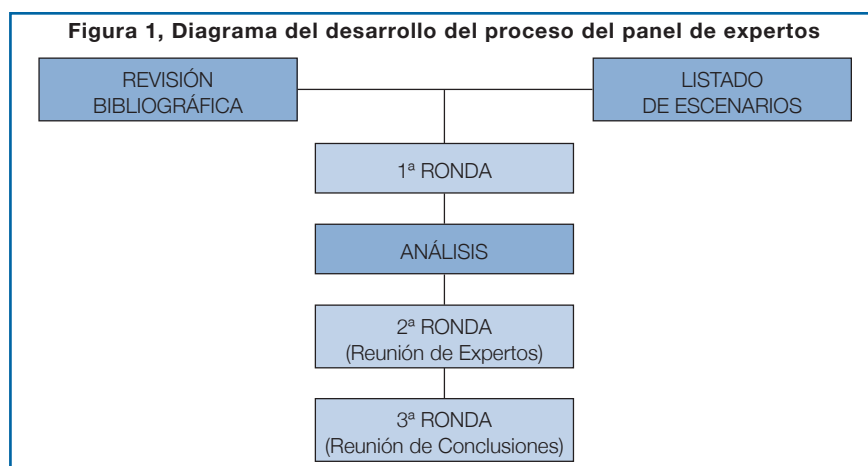 Figura 1, Diagrama del desarrollo del proceso del panel de expertos
REVISIÓN
BIBLIOGRÁFICA
LISTADO
DE ESCENARIOS
1ª RONDA
ANÁLISIS
2ª RONDA
(Reunión de Expertos)
3ª RONDA
(Reunión de Conclusiones)